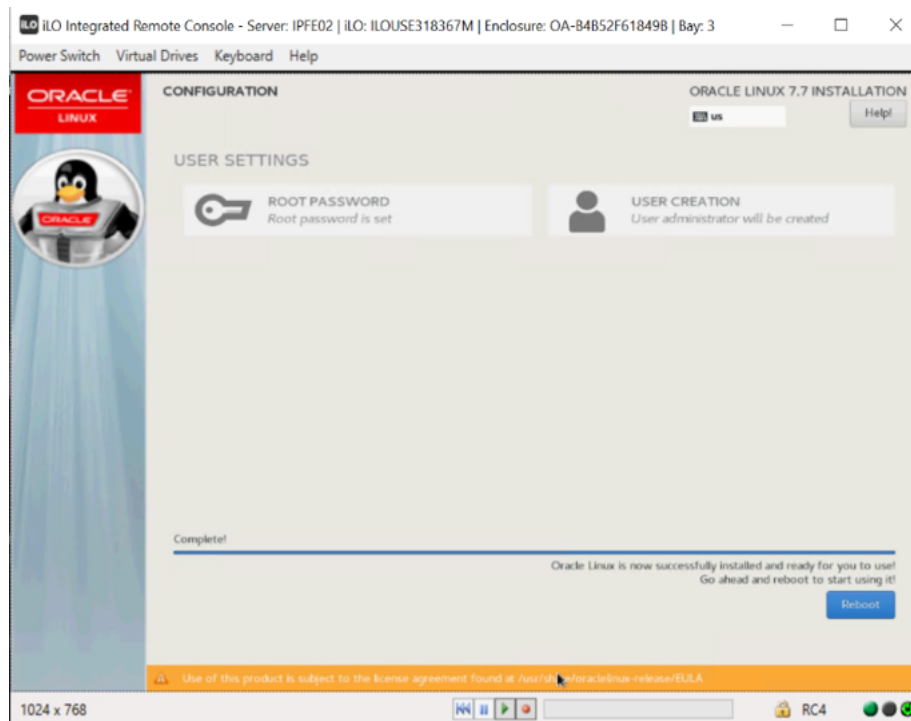 iLO iLO Integrated Remote Console - Server: IPFE02 | iLO: ILOUSE318367M | Enclosure: OA-B4B52F61849B | Bay: 3
Power Switch Virtual Drives Keyboard Help
ORACLE
LINUX
CONFIGURATION
ORACLE LINUX 7.7 INSTALLATION
us
Help!
ORACLE
USER SETTINGS
ROOT PASSWORD
Root password is set
USER CREATION
User administrator will be created
Complete!
Oracle Linux is now successfully installed and ready for you to use!
Go ahead and reboot to start using it!
Reboot
Use of this product is subject to the license agreement found at /usr/share/oraclelinux-release/EULA
1024 x 768
RC4